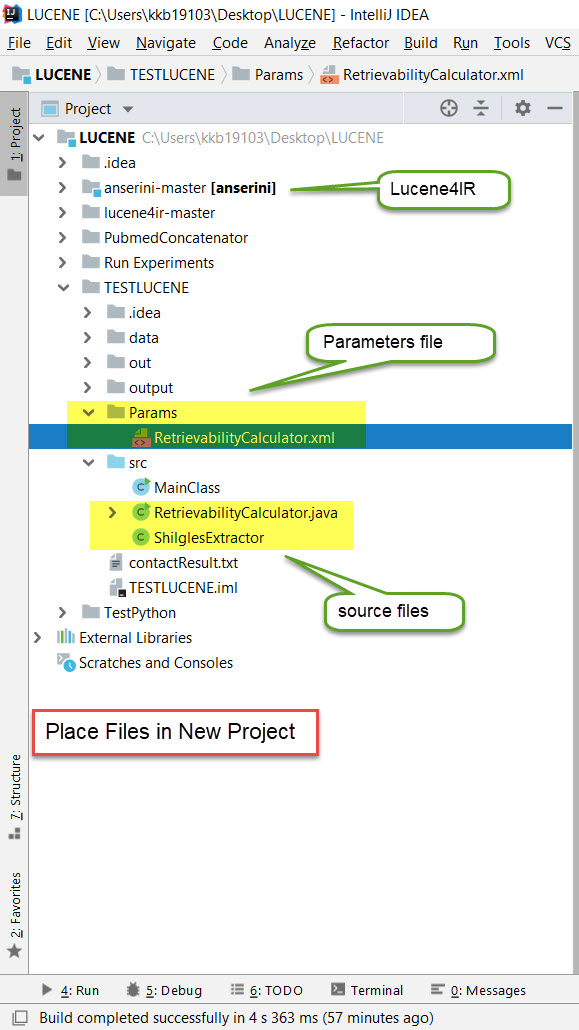 LUCENE [C:\Users\kkb19103\Desktop\LUCENE] - IntelliJ IDEA
File Edit View Navigate Code Analyze Refactor Build Run Tools VCS
LUCENE TESTLUCENE Params RetrievabilityCalculator.xml
1: Project
Project
LUCENE C:\Users\kkb19103\Desktop\LUCENE
.idea
anserini-master [anserini]
Lucene4IR
lucene4ir-master
PubmedConcatenator
Run Experiments
TESTLUCENE
.idea
data
Parameters file
out
output
Params
RetrievabilityCalculator.xml
src
MainClass
RetrievabilityCalculator.java
ShilglesExtractor
contactResult.txt
TESTLUCENE.iml
source files
TestPython
External Libraries
Scratches and Consoles
Place Files in New Project
7: Structure
2: Favorites
4: Run 5: Debug 6: TODO Terminal 0: Messages
Build completed successfully in 4 s 363 ms (57 minutes ago)